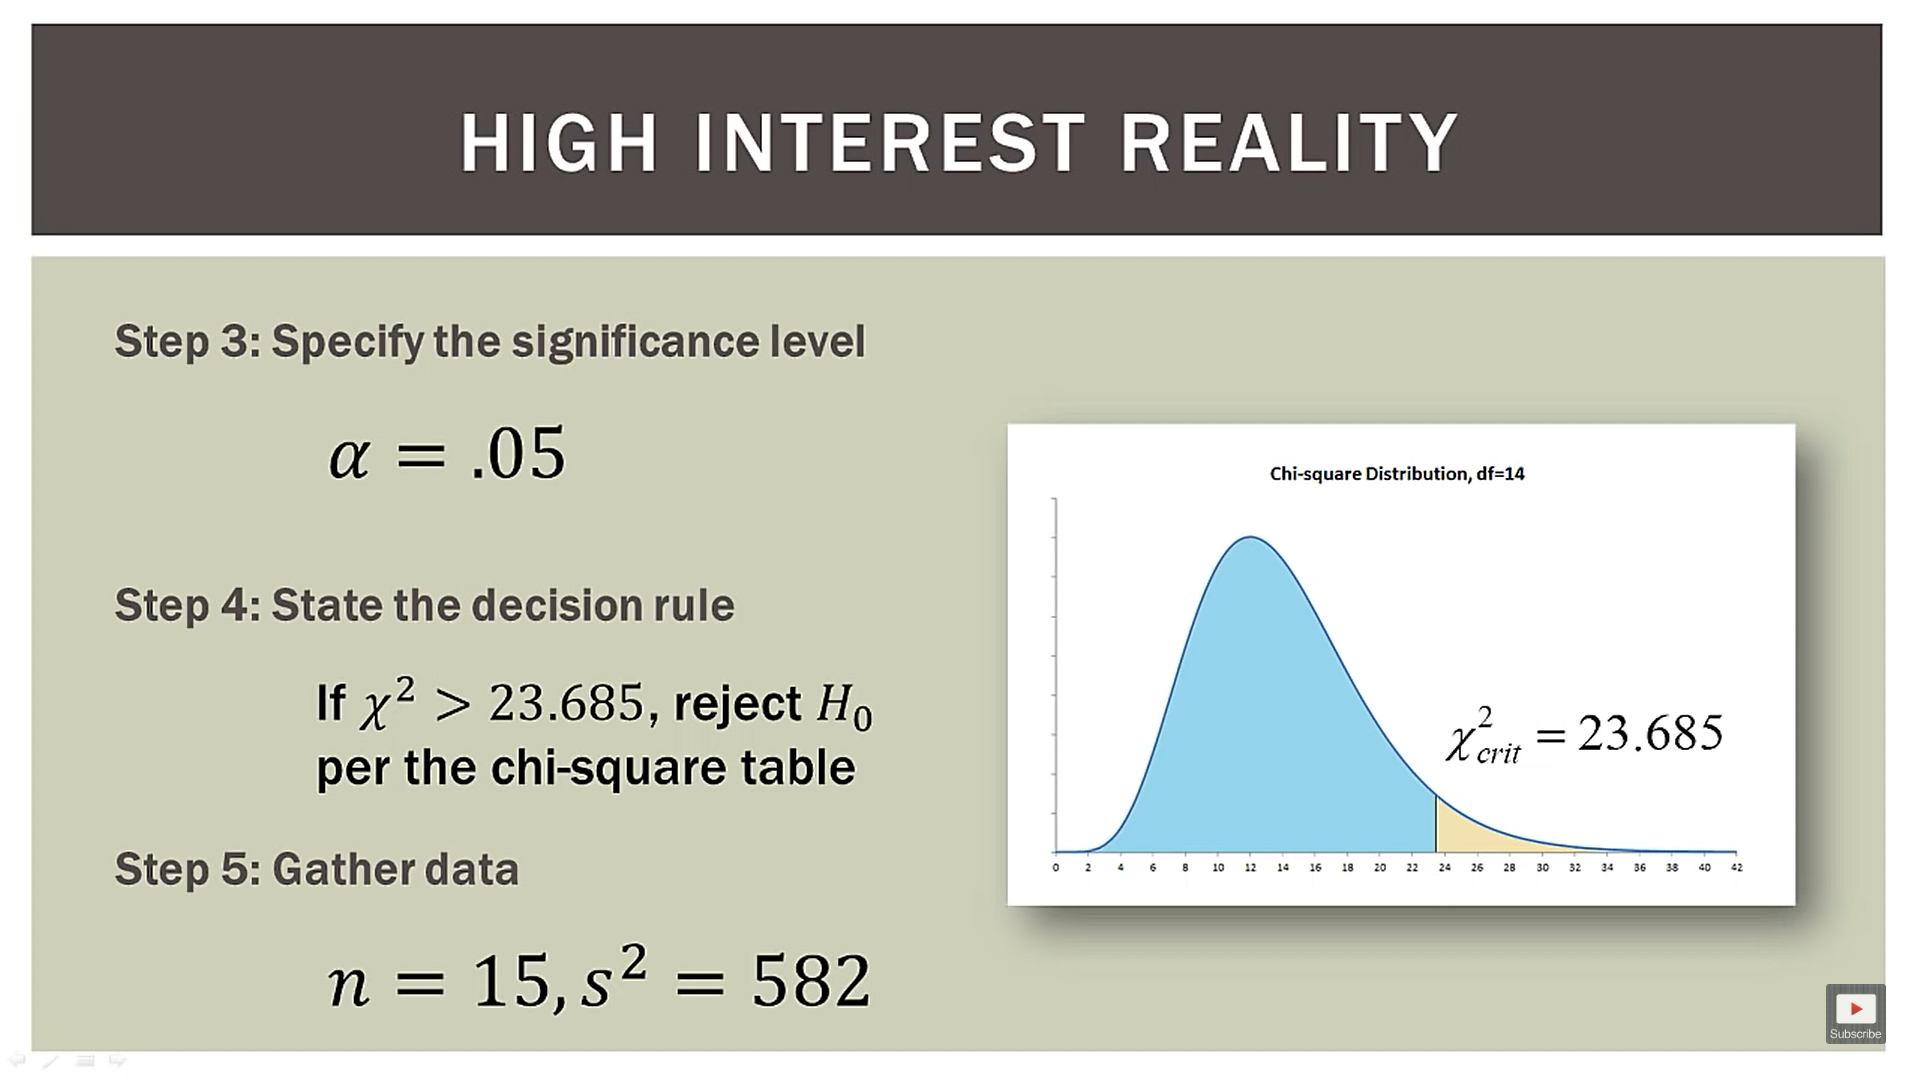 HIGH INTEREST REALITY
Step 3: Specify the significance level
α = .05
Step 4: State the decision rule
If χ² > 23.685, reject H₀
per the chi-square table
Step 5: Gather data
n = 15, s² = 582
Chi-square Distribution, df=14
χ²crit = 23.685
0 2 4 6 8 10 12 14 16 18 20 22 24 26 28 30 32 34 36 38 40 42
Subscribe